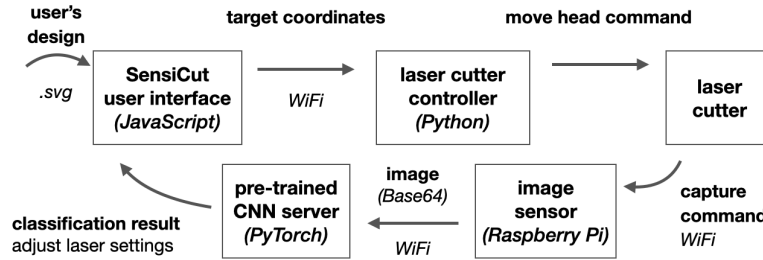 user's
design
.svg
SensiCut
user interface
(JavaScript)
target coordinates
WiFi
laser cutter
controller
(Python)
move head command
laser
cutter
capture
command
WiFi
image
sensor
(Raspberry Pi)
image
(Base64)
WiFi
pre-trained
CNN server
(PyTorch)
classification result
adjust laser settings